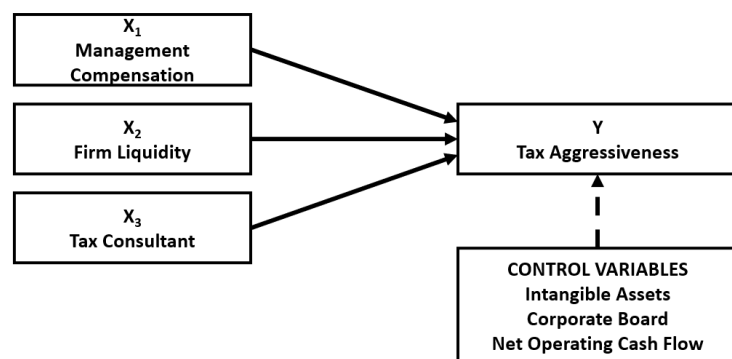 X₁
Management
Compensation
X₂
Firm Liquidity
X₃
Tax Consultant
Y
Tax Aggressiveness
CONTROL VARIABLES
Intangible Assets
Corporate Board
Net Operating Cash Flow